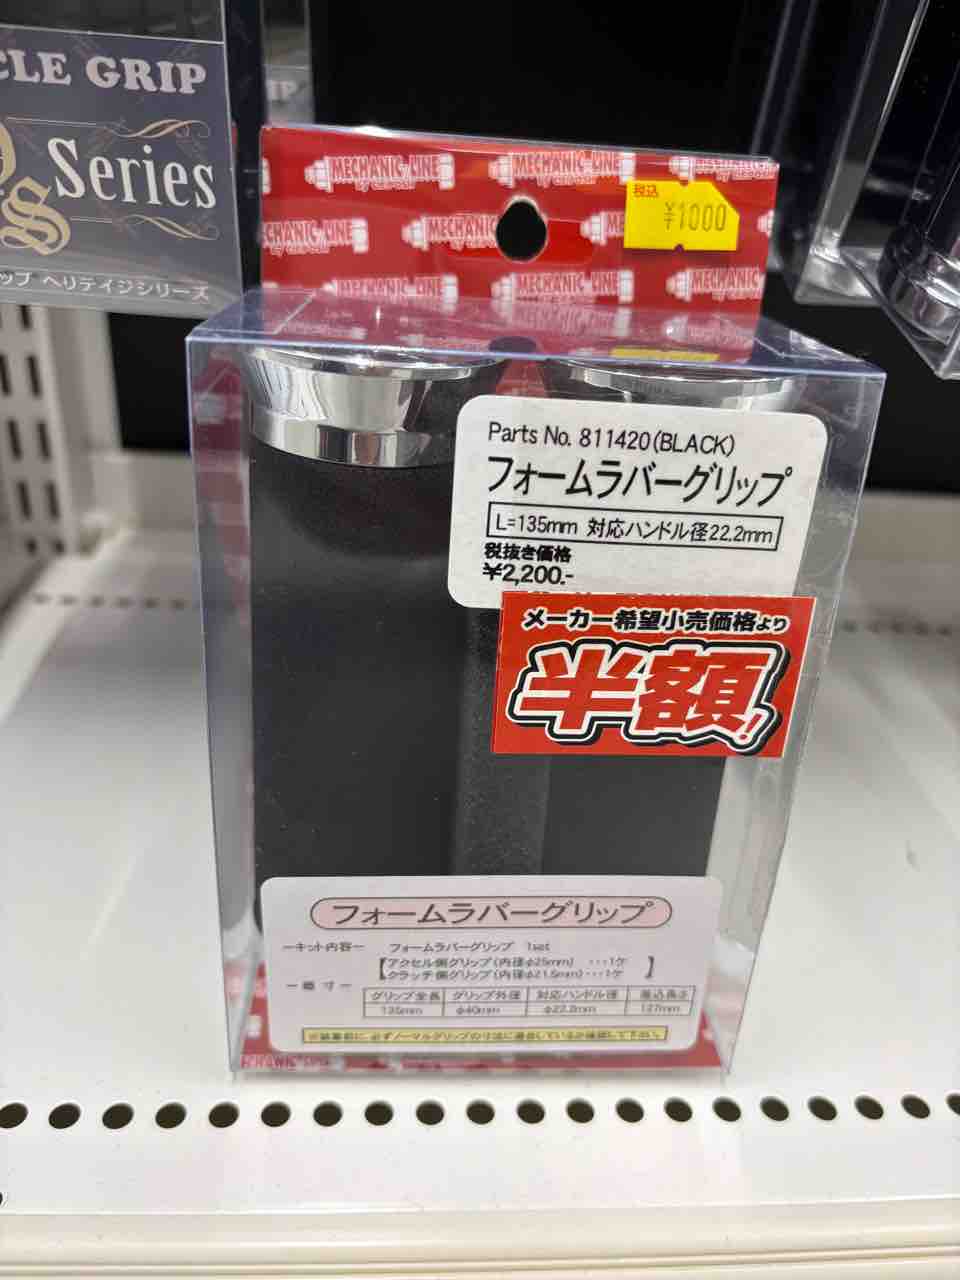 CLE GRIP
Series
ップ ヘリテイジシリーズ
MECHANIC LINE
税込
¥1000
Parts No. 811420(BLACK)
フォームラバーグリップ
L=135mm 対応ハンドル径22.2mm
税抜き価格
¥2,200.-
メーカー希望小売価格より
半額!
フォームラバーグリップ
ーキット内容ー フォームラバーグリップ 1set
【アクセル側グリップ(内径φ25mm) ･･･1ケ
クラッチ側グリップ(内径φ21.5mm)･･･1ケ】
グリップ全長 グリップ外径 対応ハンドル径 差込長さ
135mm φ40mm φ22.2mm 127mm